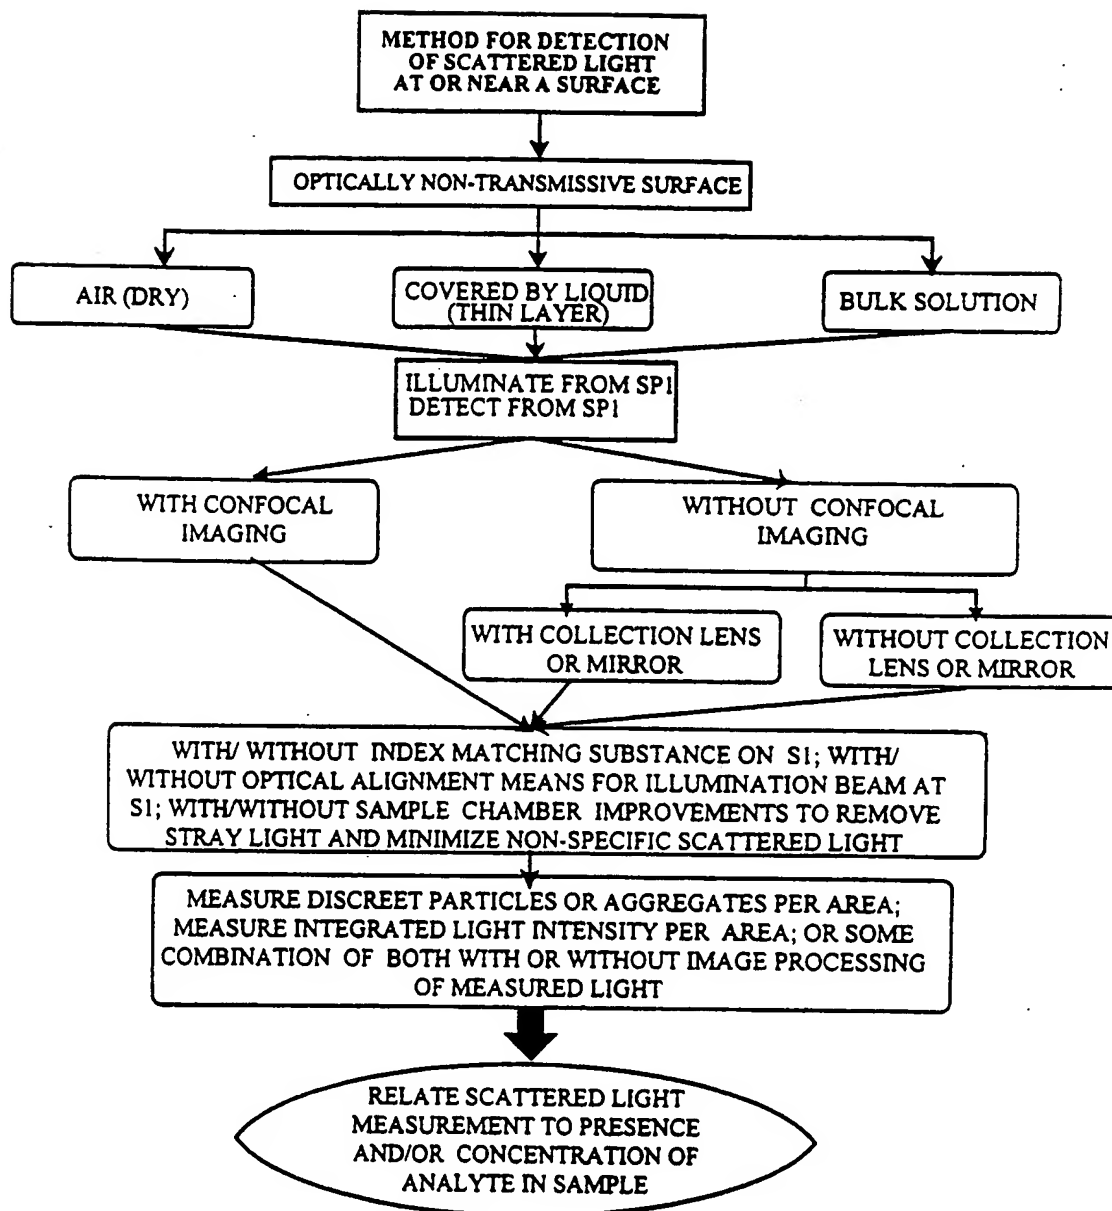 METHOD FOR DETECTION
OF SCATTERED LIGHT
AT OR NEAR A SURFACE
OPTICALLY NON-TRANSMISSIVE SURFACE
AIR (DRY)
COVERED BY LIQUID
(THIN LAYER)
BULK SOLUTION
ILLUMINATE FROM SP1
DETECT FROM SP1
WITH CONFOCAL
IMAGING
WITHOUT CONFOCAL
IMAGING
WITH COLLECTION LENS
OR MIRROR
WITHOUT COLLECTION
LENS OR MIRROR
WITH/ WITHOUT INDEX MATCHING SUBSTANCE ON S1; WITH/
WITHOUT OPTICAL ALIGNMENT MEANS FOR ILLUMINATION BEAM AT
S1; WITH/WITHOUT SAMPLE CHAMBER IMPROVEMENTS TO REMOVE
STRAY LIGHT AND MINIMIZE NON-SPECIFIC SCATTERED LIGHT
MEASURE DISCREET PARTICLES OR AGGREGATES PER AREA;
MEASURE INTEGRATED LIGHT INTENSITY PER AREA; OR SOME
COMBINATION OF BOTH WITH OR WITHOUT IMAGE PROCESSING
OF MEASURED LIGHT
RELATE SCATTERED LIGHT
MEASUREMENT TO PRESENCE
AND/OR CONCENTRATION OF
ANALYTE IN SAMPLE